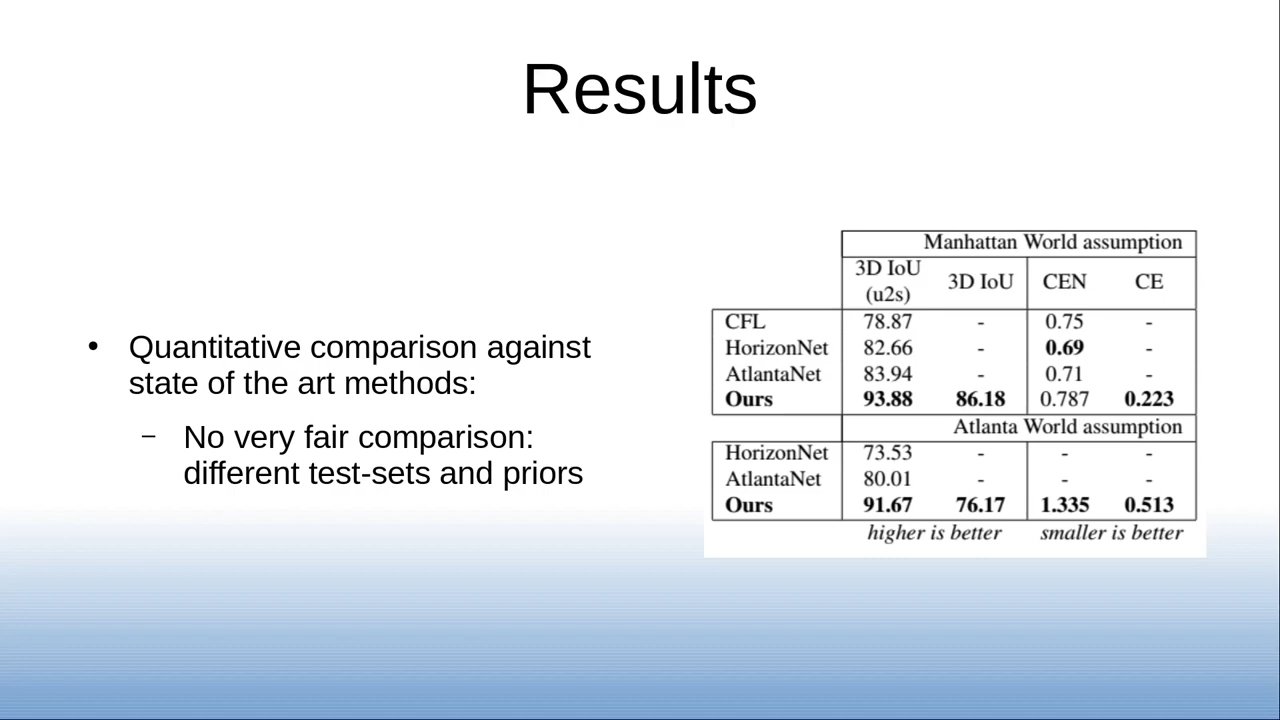 Results
• Quantitative comparison against
state of the art methods:
– No very fair comparison:
different test-sets and priors
Manhattan World assumption
3D IoU (u2s) 3D IoU CEN CE
CFL 78.87 - 0.75 -
HorizonNet 82.66 - 0.69 -
AtlantaNet 83.94 - 0.71 -
Ours 93.88 86.18 0.787 0.223
Atlanta World assumption
HorizonNet 73.53 - - -
AtlantaNet 80.01 - - -
Ours 91.67 76.17 1.335 0.513
higher is better smaller is better